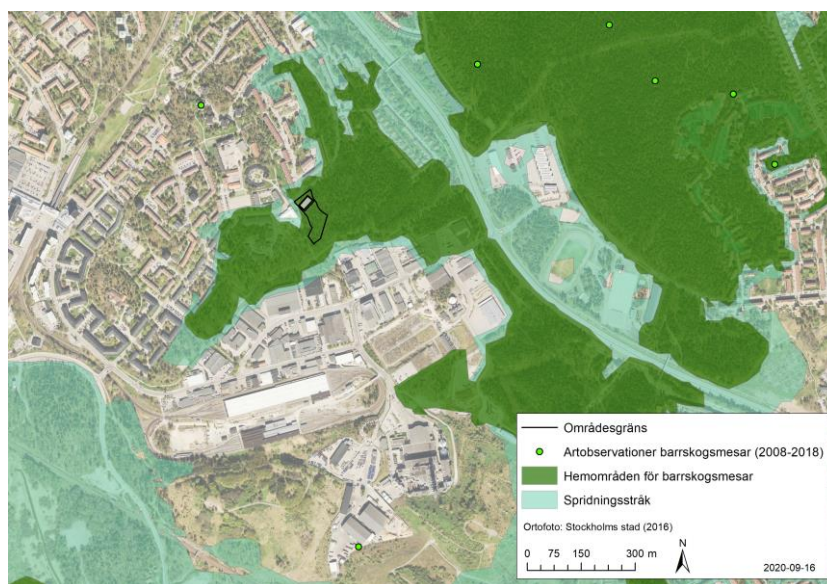 Områdesgräns
Artobservationer barrskogsmesar (2008-2018)
Hemområden för barrskogsmesar
Spridningsstråk
Ortofoto: Stockholms stad (2016)
0 75 150 300 m
N
2020-09-16